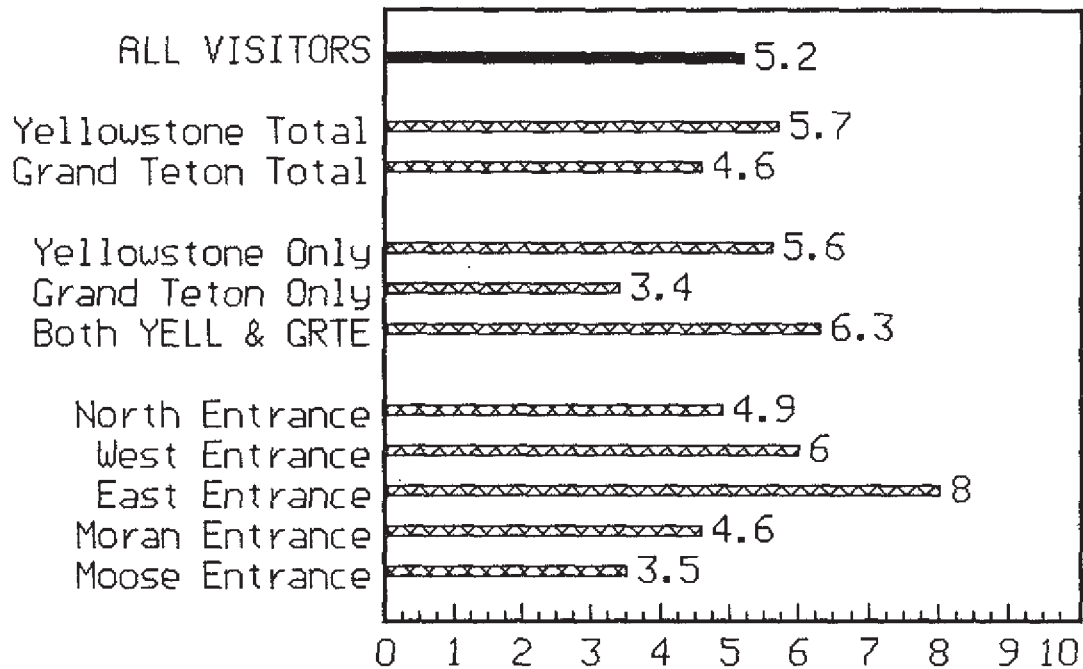 ALL VISITORS 5.2
Yellowstone Total 5.7
Grand Teton Total 4.6
Yellowstone Only 5.6
Grand Teton Only 3.4
Both YELL & GRTE 6.3
North Entrance 4.9
West Entrance 6
East Entrance 8
Moran Entrance 4.6
Moose Entrance 3.5
0 1 2 3 4 5 6 7 8 9 10